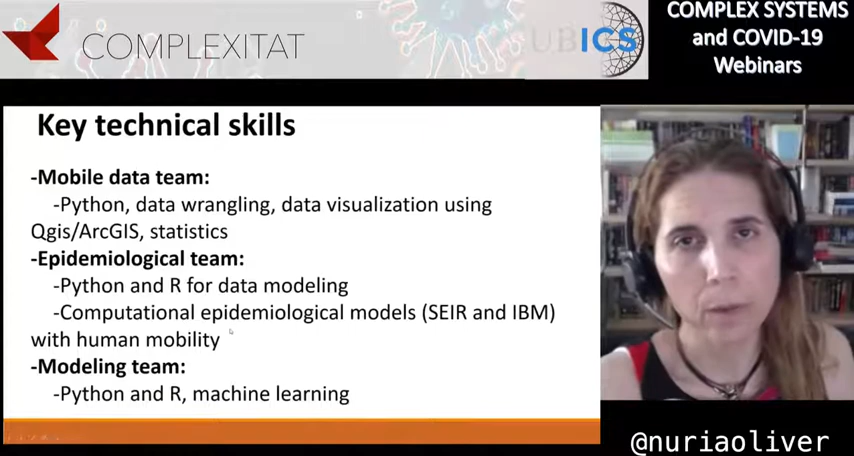 COMPLEXITAT
UBICS
COMPLEX SYSTEMS
and COVID-19
Webinars
Key technical skills
-Mobile data team:
-Python, data wrangling, data visualization using
Qgis/ArcGIS, statistics
-Epidemiological team:
-Python and R for data modeling
-Computational epidemiological models (SEIR and IBM)
with human mobility
-Modeling team:
-Python and R, machine learning
@nuriaoliver